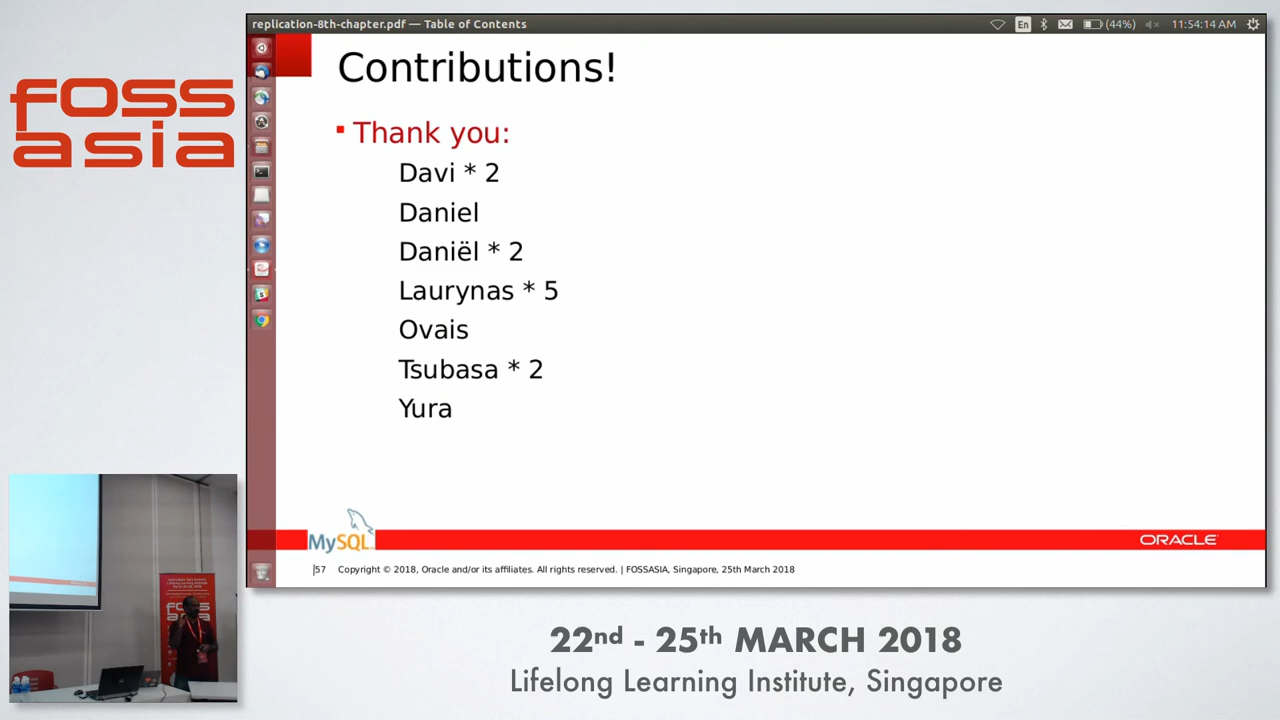 foss
asia
replication-8th-chapter.pdf — Table of Contents
En
(44%)
11:54:14 AM
Contributions!
Thank you:
Davi * 2
Daniel
Daniël * 2
Laurynas * 5
Ovais
Tsubasa * 2
Yura
MySQL
ORACLE
57
Copyright © 2018, Oracle and/or its affiliates. All rights reserved. | FOSSASIA, Singapore, 25th March 2018
foss
asia
22nd - 25th MARCH 2018
Lifelong Learning Institute, Singapore